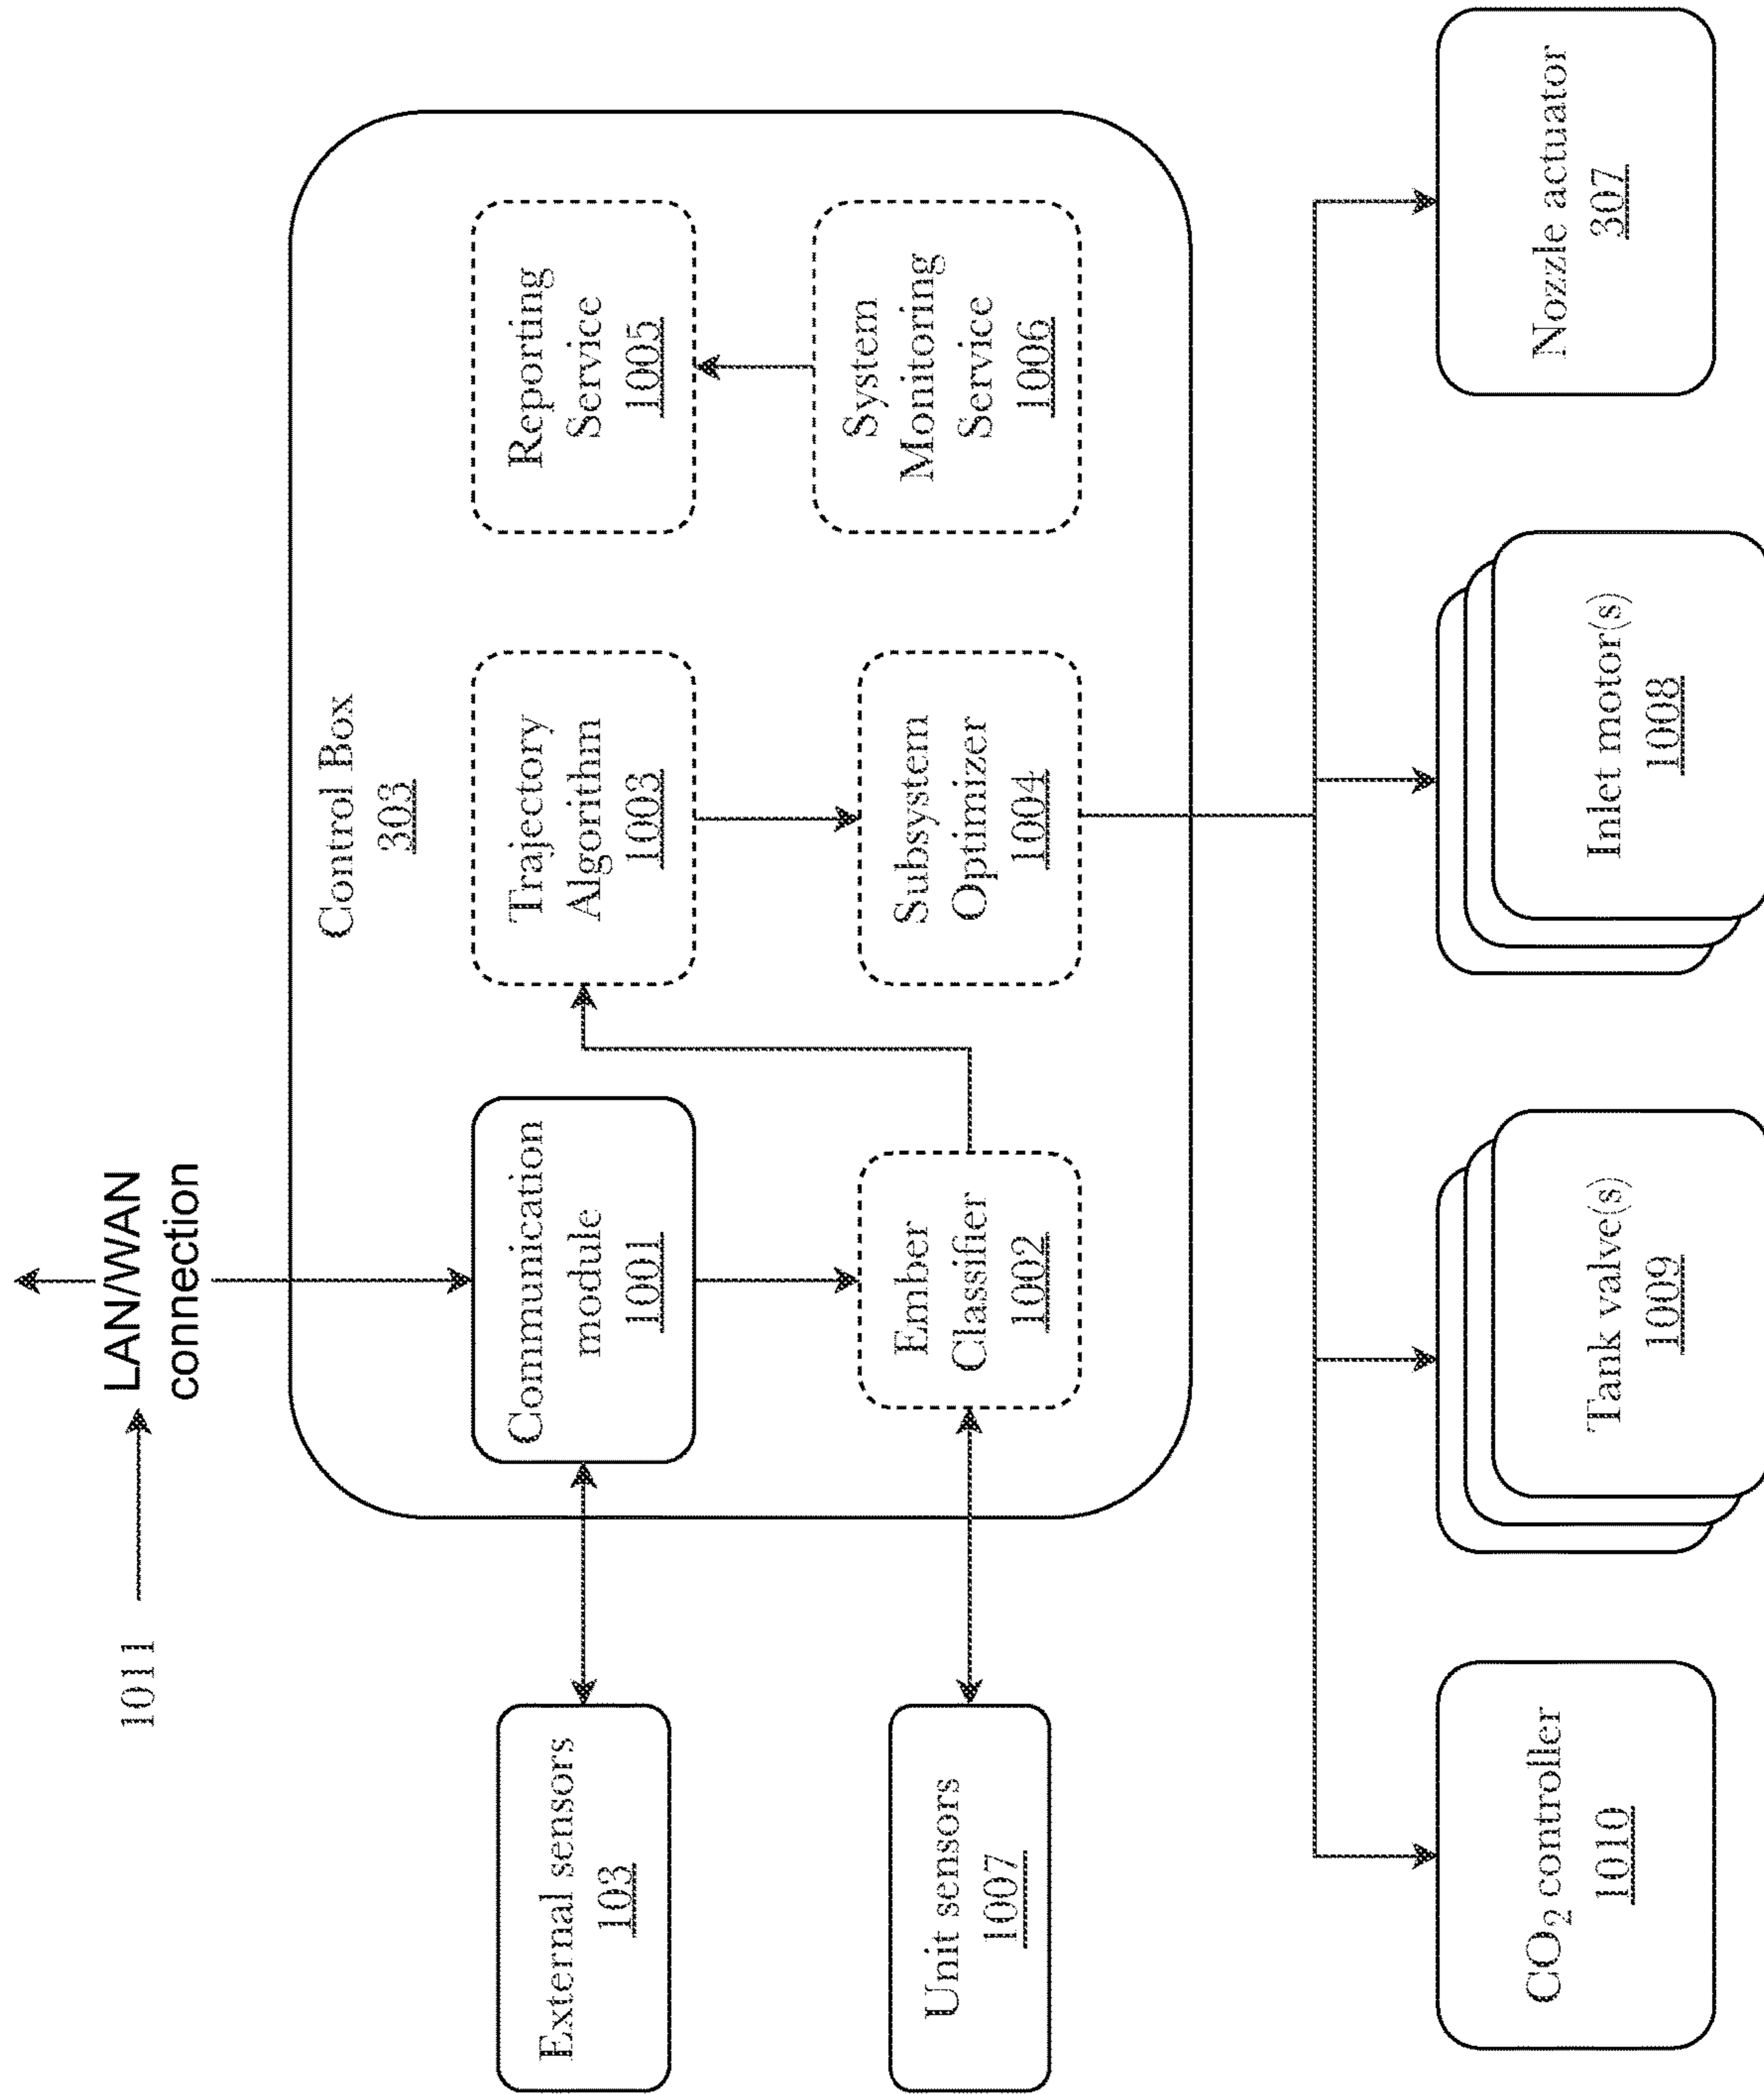 LAN/WAN
connection
1011
Control Box
303
External sensors
103
Communication
module
1001
Trajectory
Algorithm
1003
Reporting
Service
1005
Unit sensors
1007
Ember
Classifier
1002
Subsystem
Optimizer
1004
System
Monitoring
Service
1006
CO₂ controller
1010
Tank valve(s)
1009
Inlet motor(s)
1008
Nozzle actuator
307